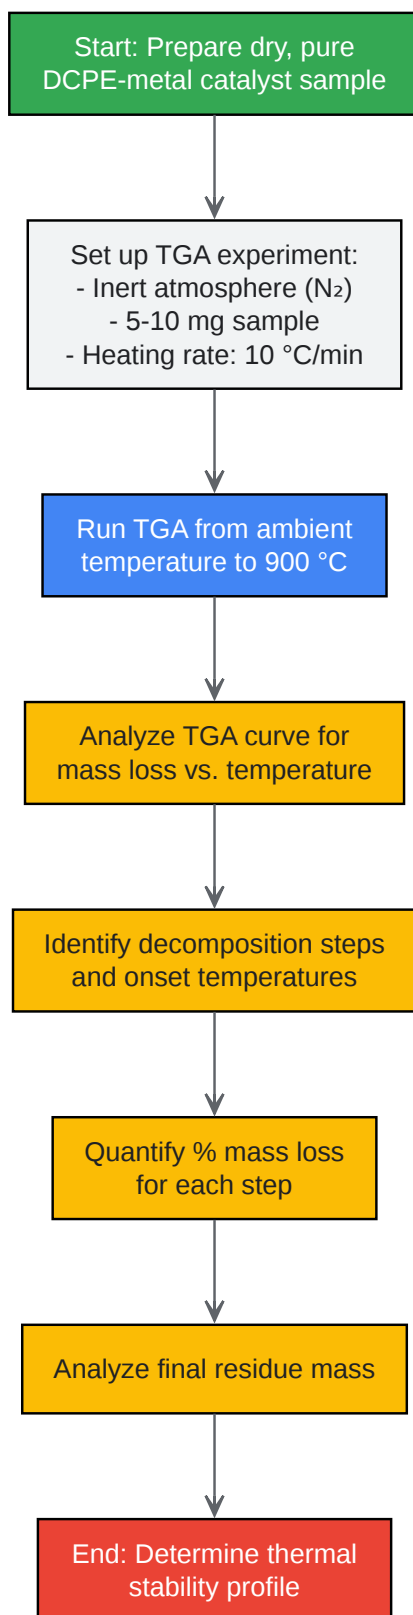 Start: Prepare dry, pure
DCPE-metal catalyst sample
Set up TGA experiment:
- Inert atmosphere (N₂)
- 5-10 mg sample
- Heating rate: 10 °C/min
Run TGA from ambient
temperature to 900 °C
Analyze TGA curve for
mass loss vs. temperature
Identify decomposition steps
and onset temperatures
Quantify % mass loss
for each step
Analyze final residue mass
End: Determine thermal
stability profile